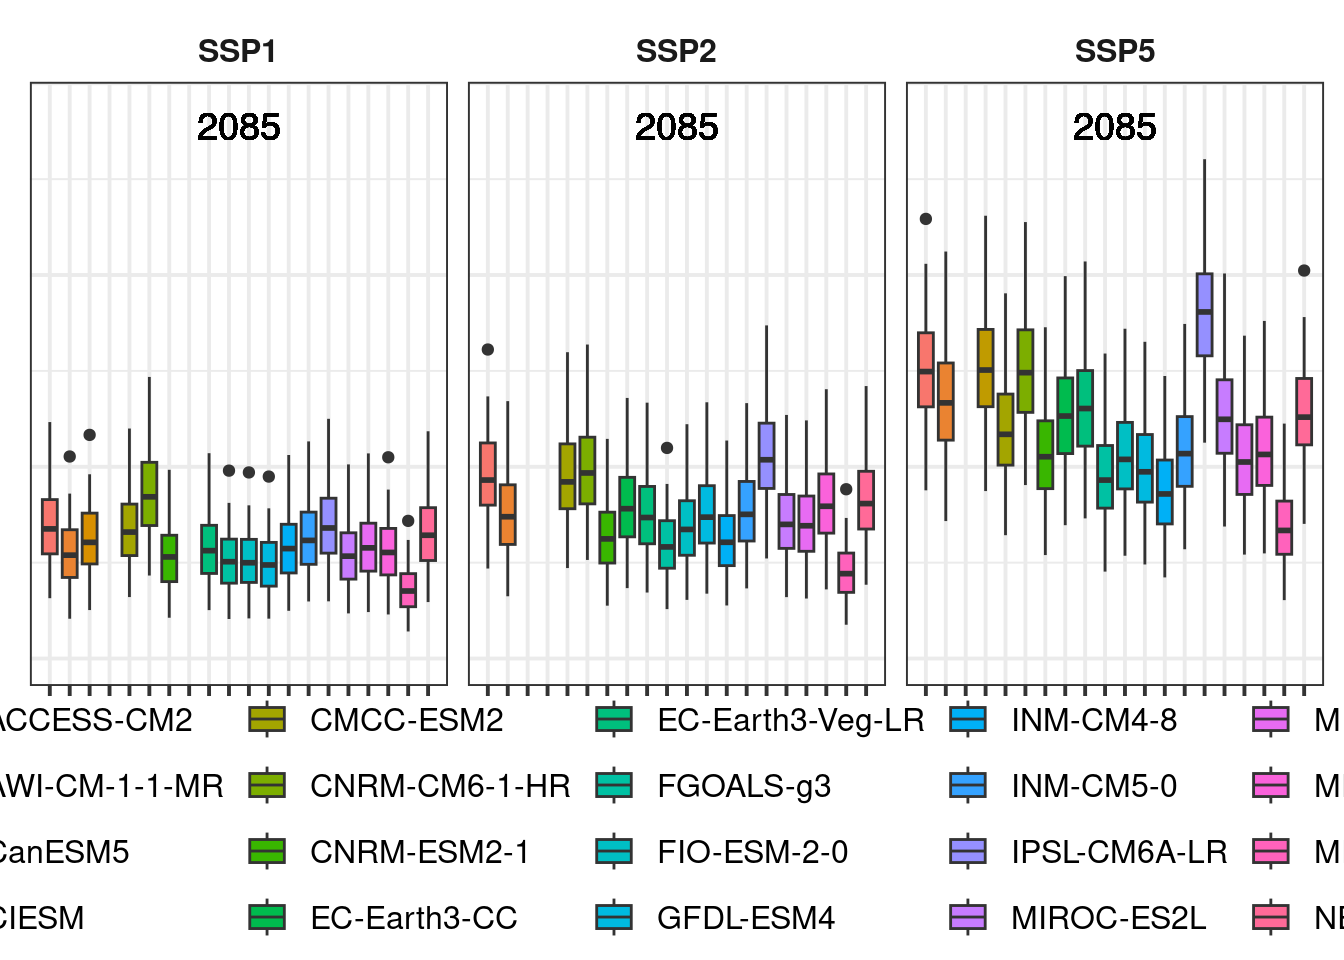 SSP1 SSP2 SSP5
2085 2085 2085
ACCESS-CM2 CMCC-ESM2 EC-Earth3-Veg-LR INM-CM4-8 M
AWI-CM-1-1-MR CNRM-CM6-1-HR FGOALS-g3 INM-CM5-0 M
CanESM5 CNRM-ESM2-1 FIO-ESM-2-0 IPSL-CM6A-LR M
CIESM EC-Earth3-CC GFDL-ESM4 MIROC-ES2L NE